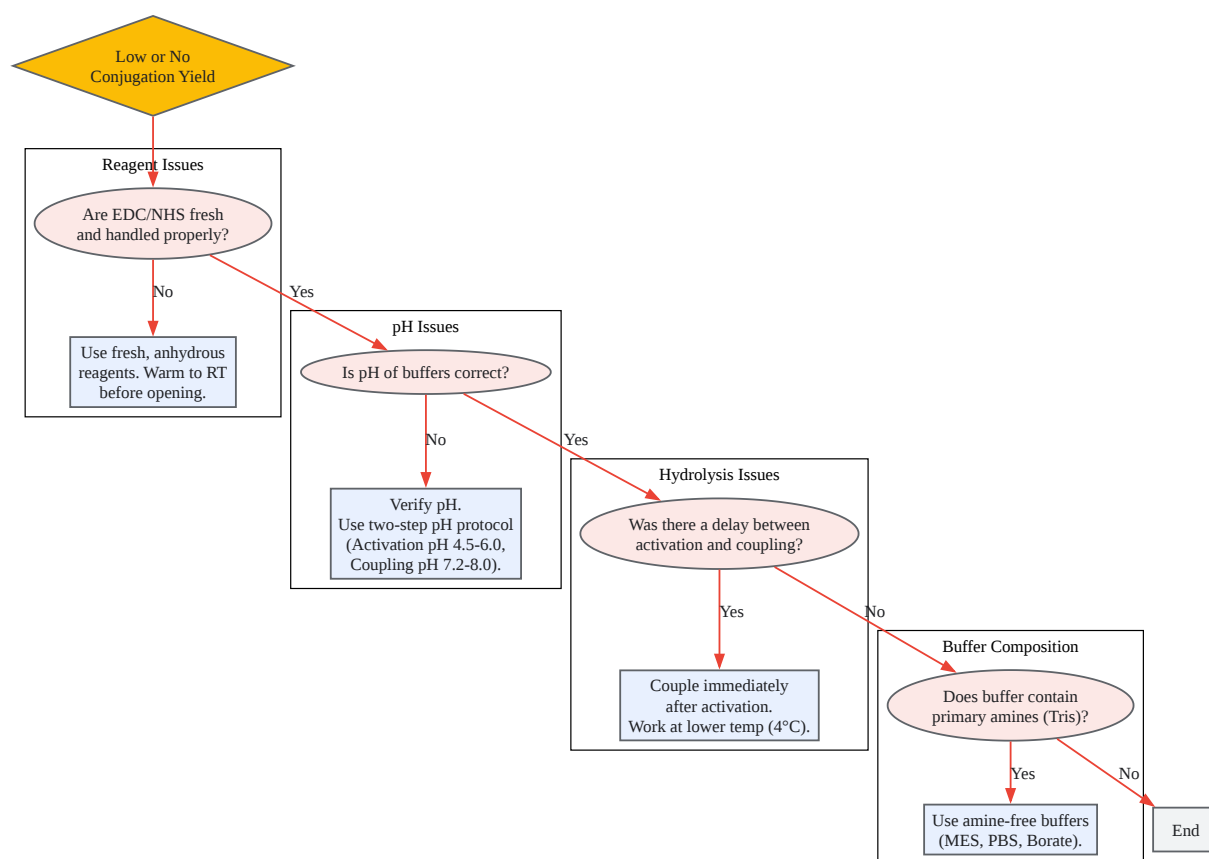 Low or No
Conjugation Yield
Reagent Issues
Are EDC/NHS fresh
and handled properly?
No
Yes
Use fresh, anhydrous
reagents. Warm to RT
before opening.
pH Issues
Is pH of buffers correct?
No
Yes
Verify pH.
Use two-step pH protocol
(Activation pH 4.5-6.0,
Coupling pH 7.2-8.0).
Hydrolysis Issues
Was there a delay between
activation and coupling?
Yes
No
Couple immediately
after activation.
Work at lower temp (4°C).
Buffer Composition
Does buffer contain
primary amines (Tris)?
Yes
No
Use amine-free buffers
(MES, PBS, Borate).
End